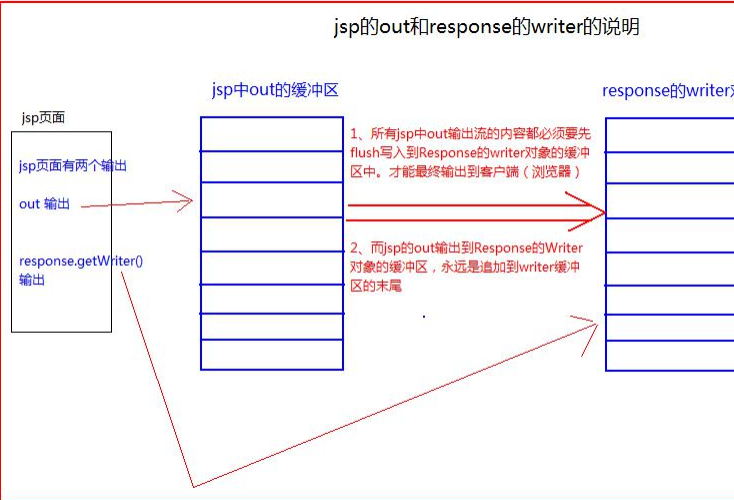 jsp的out和response的writer的说明
jsp中out的缓冲区
response的writer
jsp页面
jsp页面有两个输出
out 输出
response.getWriter()
输出
1、所有jsp中out输出流的内容都必须要先
flush写入到Response的writer对象的缓冲
区中。才能最终输出到客户端（浏览器）
2、而jsp的out输出到Response的Writer
对象的缓冲区，永远是追加到writer缓冲
区的末尾